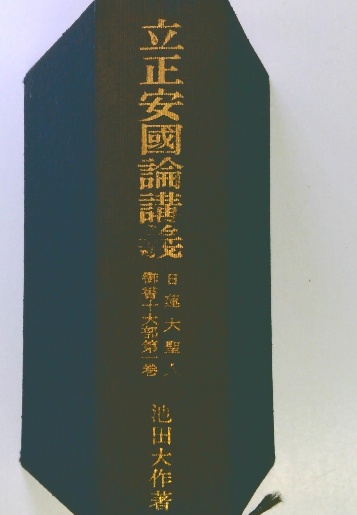 立正安國論講義
日蓮大聖人
御書十大部第一巻
池田大作著